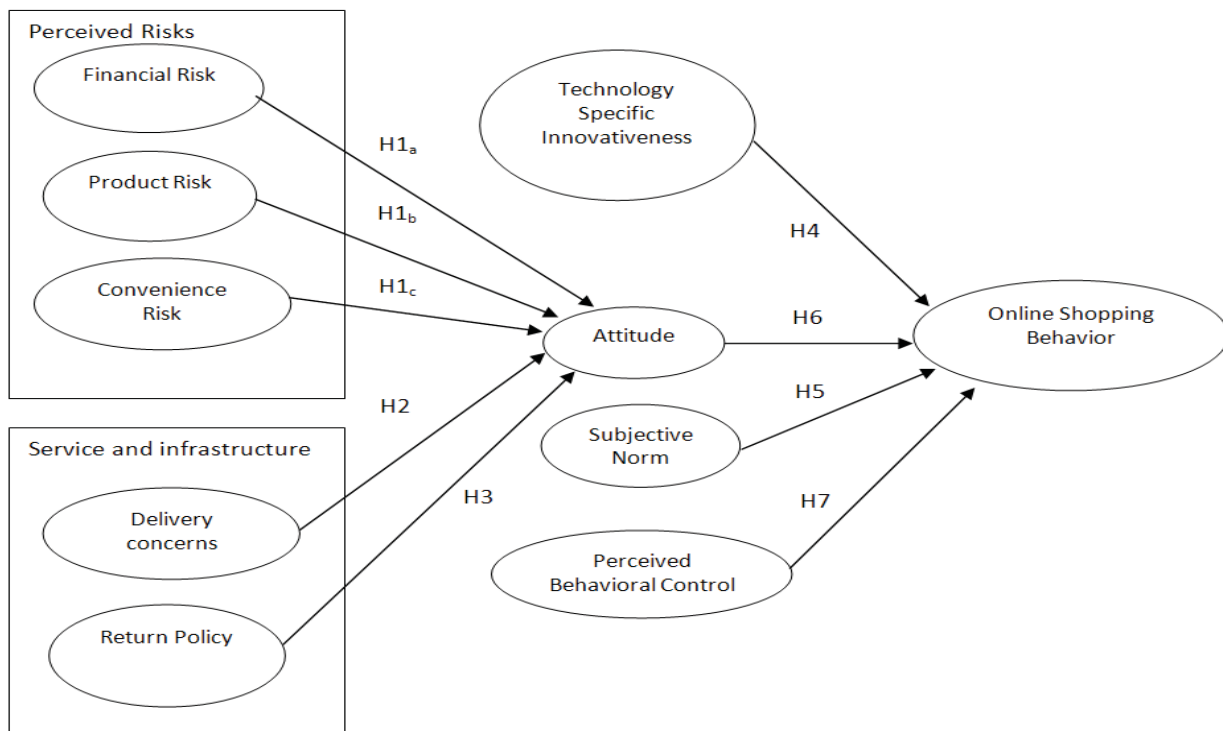 Perceived Risks
Financial Risk
Product Risk
Convenience
Risk
Service and infrastructure
Delivery
concerns
Return Policy
H1a
H1b
H1c
H2
H3
Technology
Specific
Innovativeness
Attitude
Subjective
Norm
Perceived
Behavioral Control
H4
H6
H5
H7
Online Shopping
Behavior